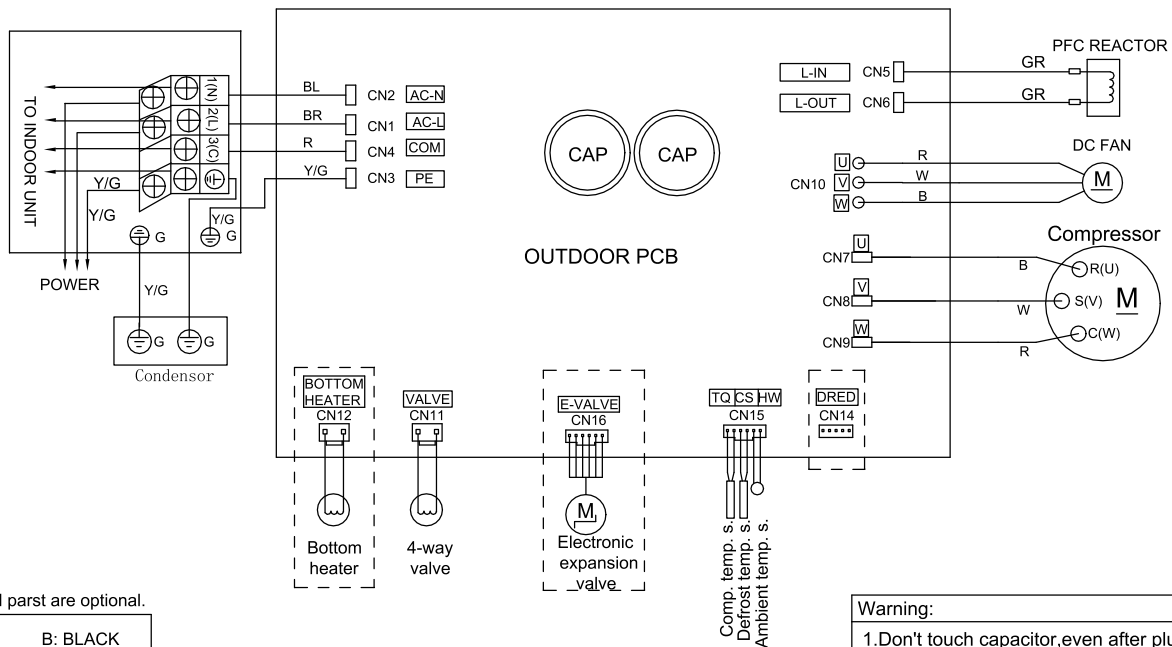 PFC REACTOR
GR
L-IN
CN5
GR
L-OUT
CN6
TO INDOOR UNIT
1(N)
2(L)
3(C)
BL
CN2
AC-N
BR
CN1
AC-L
R
CN4
COM
Y/G
CN3
PE
Y/G
Y/G
Y/G
G
G
POWER
Y/G
G
G
Condensor
CAP
CAP
OUTDOOR PCB
DC FAN
CN10
U
V
W
R
W
B
M
Compressor
U
CN7
B
R(U)
V
CN8
W
S(V)
M
W
CN9
R
C(W)
BOTTOM
HEATER
CN12
Bottom
heater
VALVE
CN11
4-way
valve
E-VALVE
CN16
M
Electronic
expansion
valve
TQ CS HW
CN15
Comp. temp. s.
Defrost temp. s.
Ambient temp. s.
DRED
CN14
parst are optional.
B: BLACK
Warning:
1.Don't touch capacitor,even after